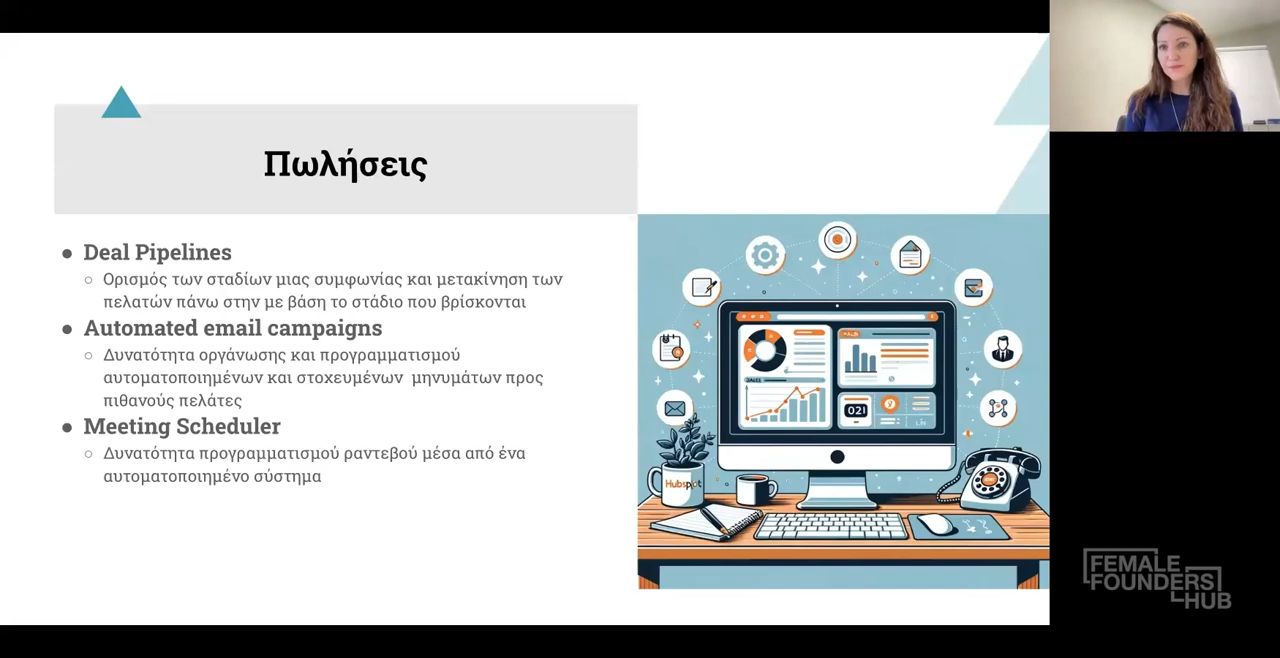 Πωλήσεις
● Deal Pipelines
○ Ορισμός των σταδίων μιας συμφωνίας και μετακίνηση των
πελατών πάνω στην με βάση το στάδιο που βρίσκονται
● Automated email campaigns
○ Δυνατότητα οργάνωσης και προγραμματισμού
αυτοματοποιημένων και στοχευμένων μηνυμάτων προς
πιθανούς πελάτες
● Meeting Scheduler
○ Δυνατότητα προγραμματισμού ραντεβού μέσα από ένα
αυτοματοποιημένο σύστημα
Hubspot
021
FEMALE
FOUNDERS
HUB